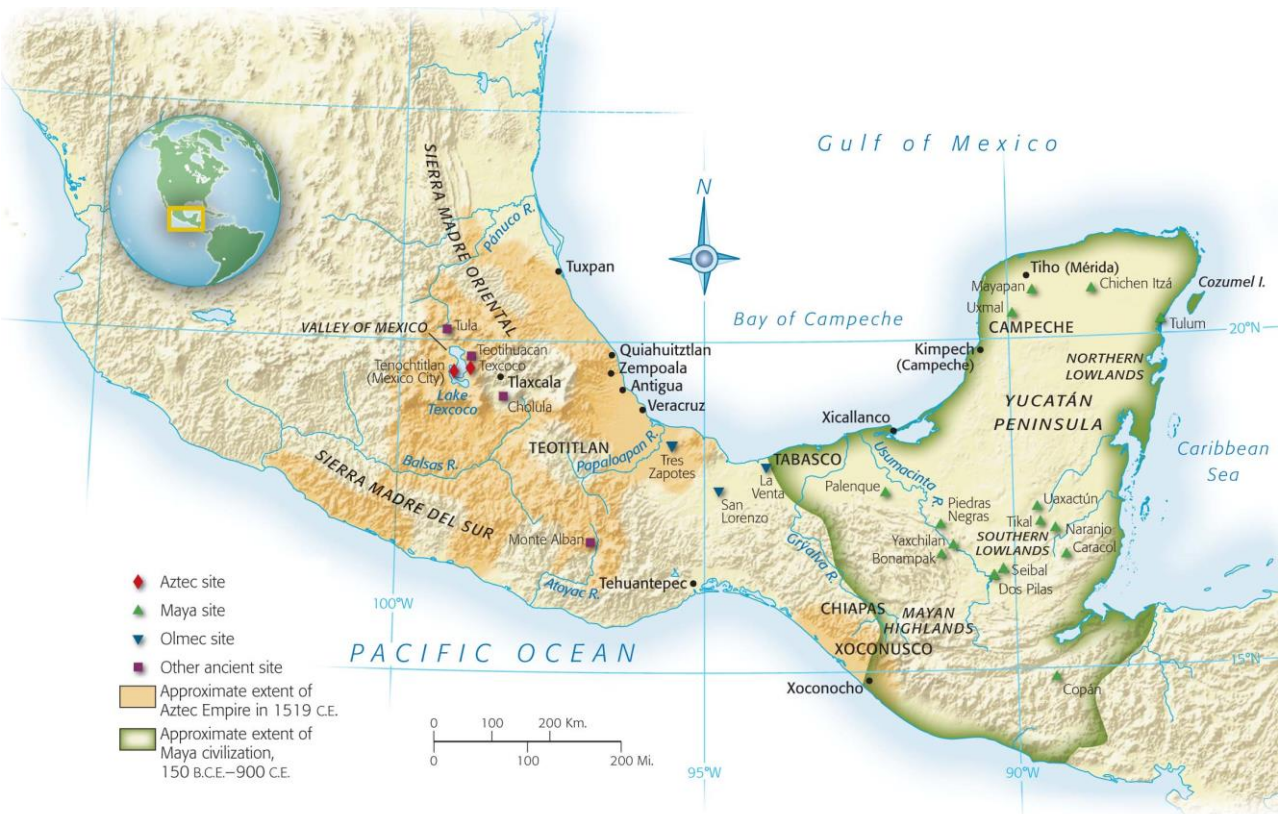 Gulf of Mexico
N
SIERRA MADRE ORIENTAL
Pánuco R.
Tuxpan
Tiho (Mérida)
Mayapan
Chichen Itzá
Cozumel I.
Uxmal
CAMPECHE
Tulum
20°N
VALLEY OF MEXICO
Tula
Bay of Campeche
Teotihuacán
Texcoco
Tenochtitlan
(Mexico City)
Lake
Texcoco
Tlaxcala
Cholula
Quiahuitztlan
Zempoala
Antigua
Veracruz
Kimpech
(Campeche)
NORTHERN
LOWLANDS
YUCATÁN
PENINSULA
Xicallanco
Caribbean
Sea
TEOTITLAN
Papaloapan R.
Balsas R.
SIERRA MADRE DEL SUR
Tres
Zapotes
TABASCO
La
Venta
San
Lorenzo
Usumacinta R.
Palenque
Piedras
Negras
Uaxactún
Tikal
Naranjo
Yaxchilan
SOUTHERN
LOWLANDS
Caracol
Bonampak
Seibal
Dos Pilas
Monte Alban
Gryalva R.
Atoyac R.
Tehuantepec
CHIAPAS
MAYAN
HIGHLANDS
XOCONUSCO
Xoconocho
15°N
Copán
100°W
PACIFIC OCEAN
95°W
90°W
Aztec site
Maya site
Olmec site
Other ancient site
Approximate extent of
Aztec Empire in 1519 C.E.
Approximate extent of
Maya civilization,
150 B.C.E.–900 C.E.
0 100 200 Km.
0 100 200 Mi.